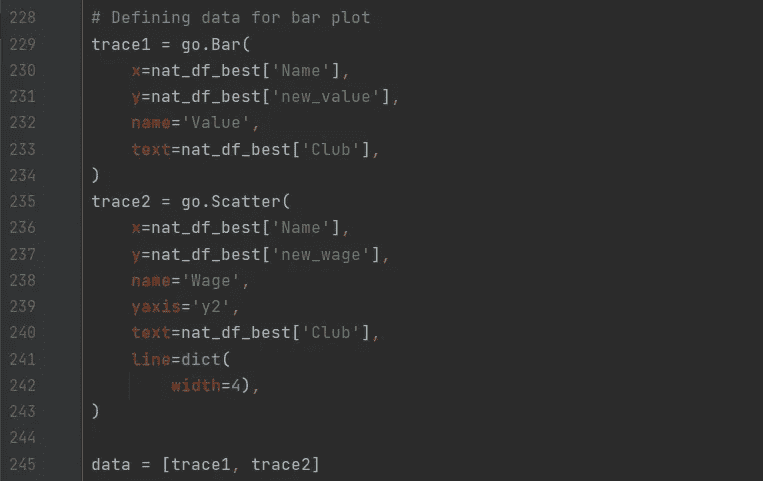 228 # Defining data for bar plot
229 trace1 = go.Bar(
230     x=nat_df_best['Name'],
231     y=nat_df_best['new_value'],
232     name='Value',
233     text=nat_df_best['Club'],
234 )
235 trace2 = go.Scatter(
236     x=nat_df_best['Name'],
237     y=nat_df_best['new_wage'],
238     name='Wage',
239     yaxis='y2',
240     text=nat_df_best['Club'],
241     line=dict(
242         width=4),
243 )
244
245 data = [trace1, trace2]